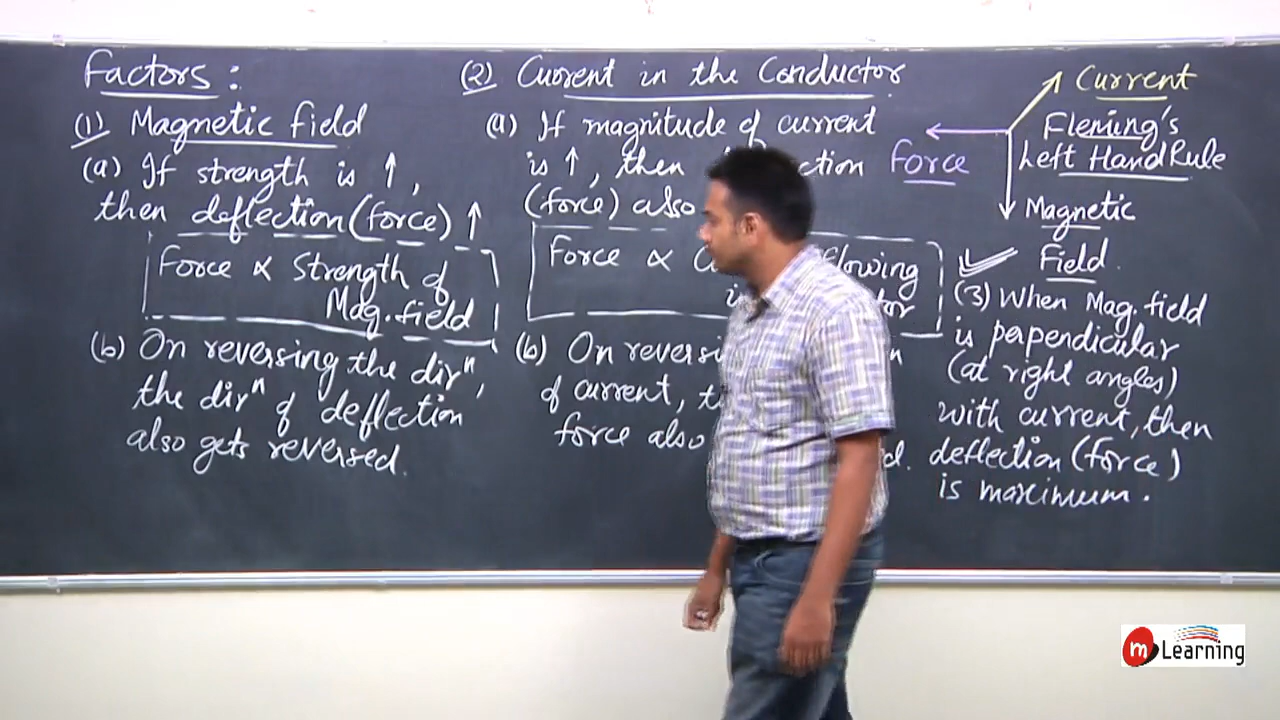 Factors :
(1) Magnetic field
(a) If strength is ↑ ,
then deflection (force) ↑
Force ∝ Strength of
Mag. field
(b) On reversing the dirⁿ ,
the dirⁿ of deflection
also gets reversed.
(2) Current in the Conductor
(a) If magnitude of current
is ↑ , then
(force) also
Force ∝ flowing
(b) On
of current,
force also
Current
Fleming's
Left Hand Rule
Force
Magnetic
Field
(3) When Mag. field
is perpendicular
(at right angles)
with current, then
deflection (force)
is maximum.
m Learning